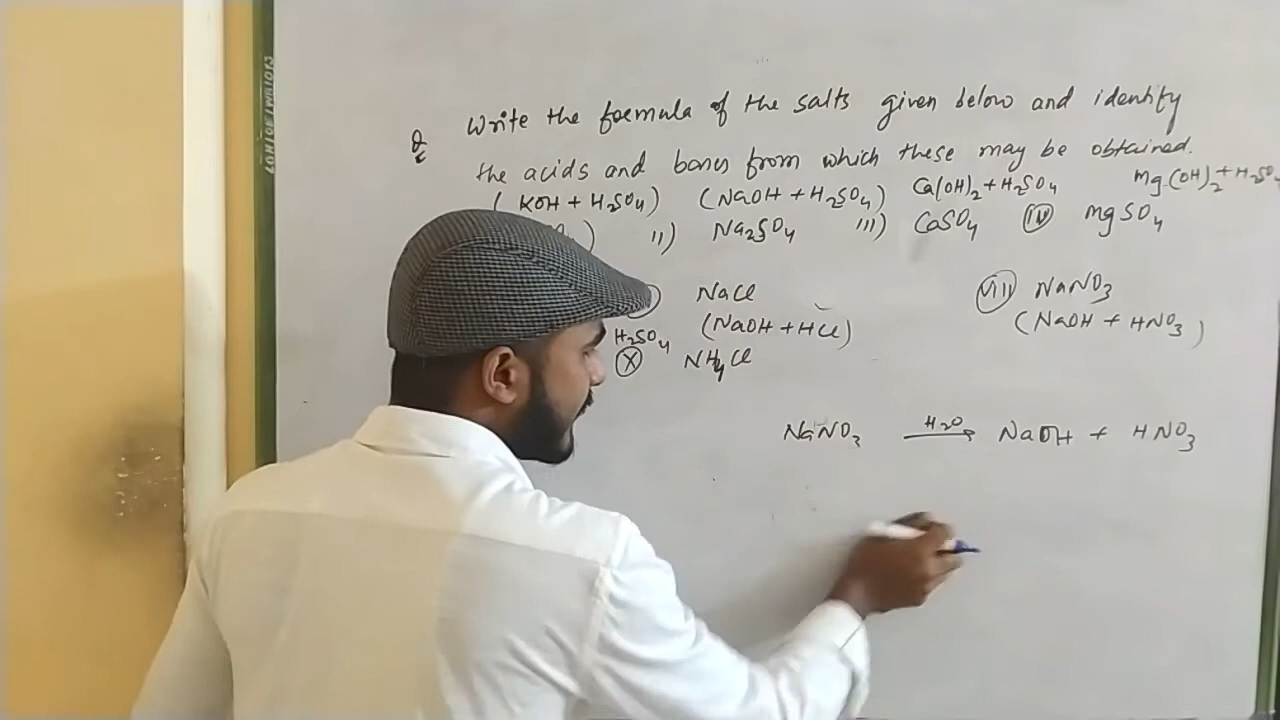 Q Write the formula of the salts given below and identify
the acids and bases from which these may be obtained.
(KOH + H₂SO₄) (NaOH + H₂SO₄) Ca(OH)₂ + H₂SO₄ Mg(OH)₂ + H₂SO₄
) ii) Na₂SO₄ iii) CaSO₄ iv MgSO₄
NaCl viii NaNO₃
H₂SO₄ (NaOH + HCl) (NaOH + HNO₃)
X NH₄Cl
NaNO₃ H₂O → NaOH + HNO₃